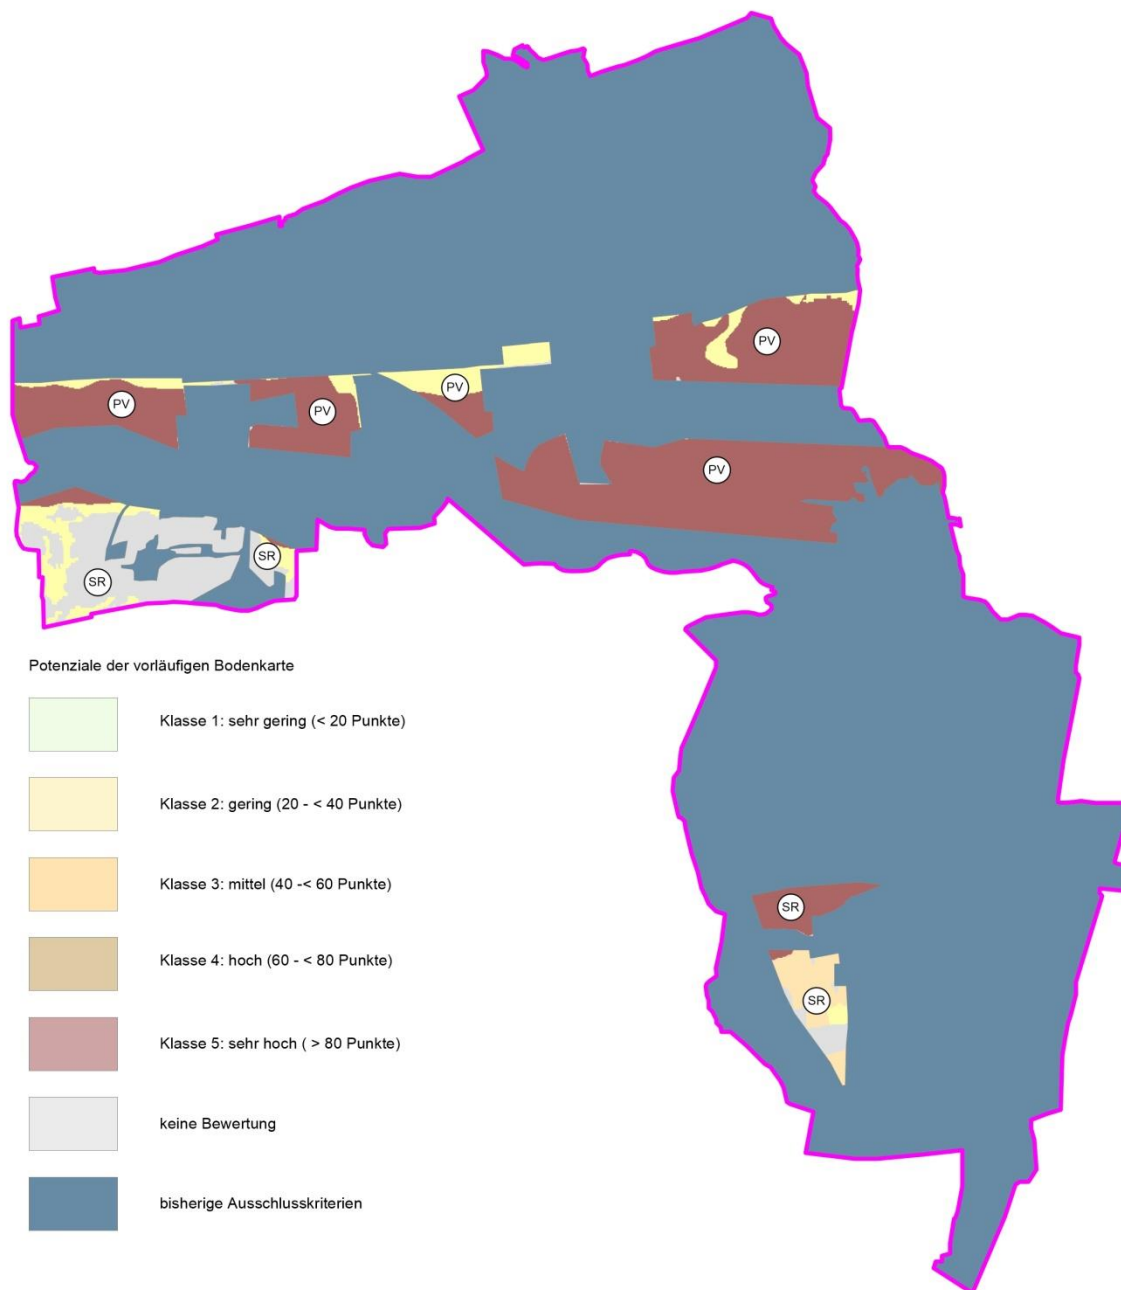 PV
PV
PV
PV
PV
SR
SR
Potenziale der vorläufigen Bodenkarte
Klasse 1: sehr gering (< 20 Punkte)
Klasse 2: gering (20 - < 40 Punkte)
Klasse 3: mittel (40 -< 60 Punkte)
SR
Klasse 4: hoch (60 - < 80 Punkte)
SR
Klasse 5: sehr hoch ( > 80 Punkte)
keine Bewertung
bisherige Ausschlusskriterien